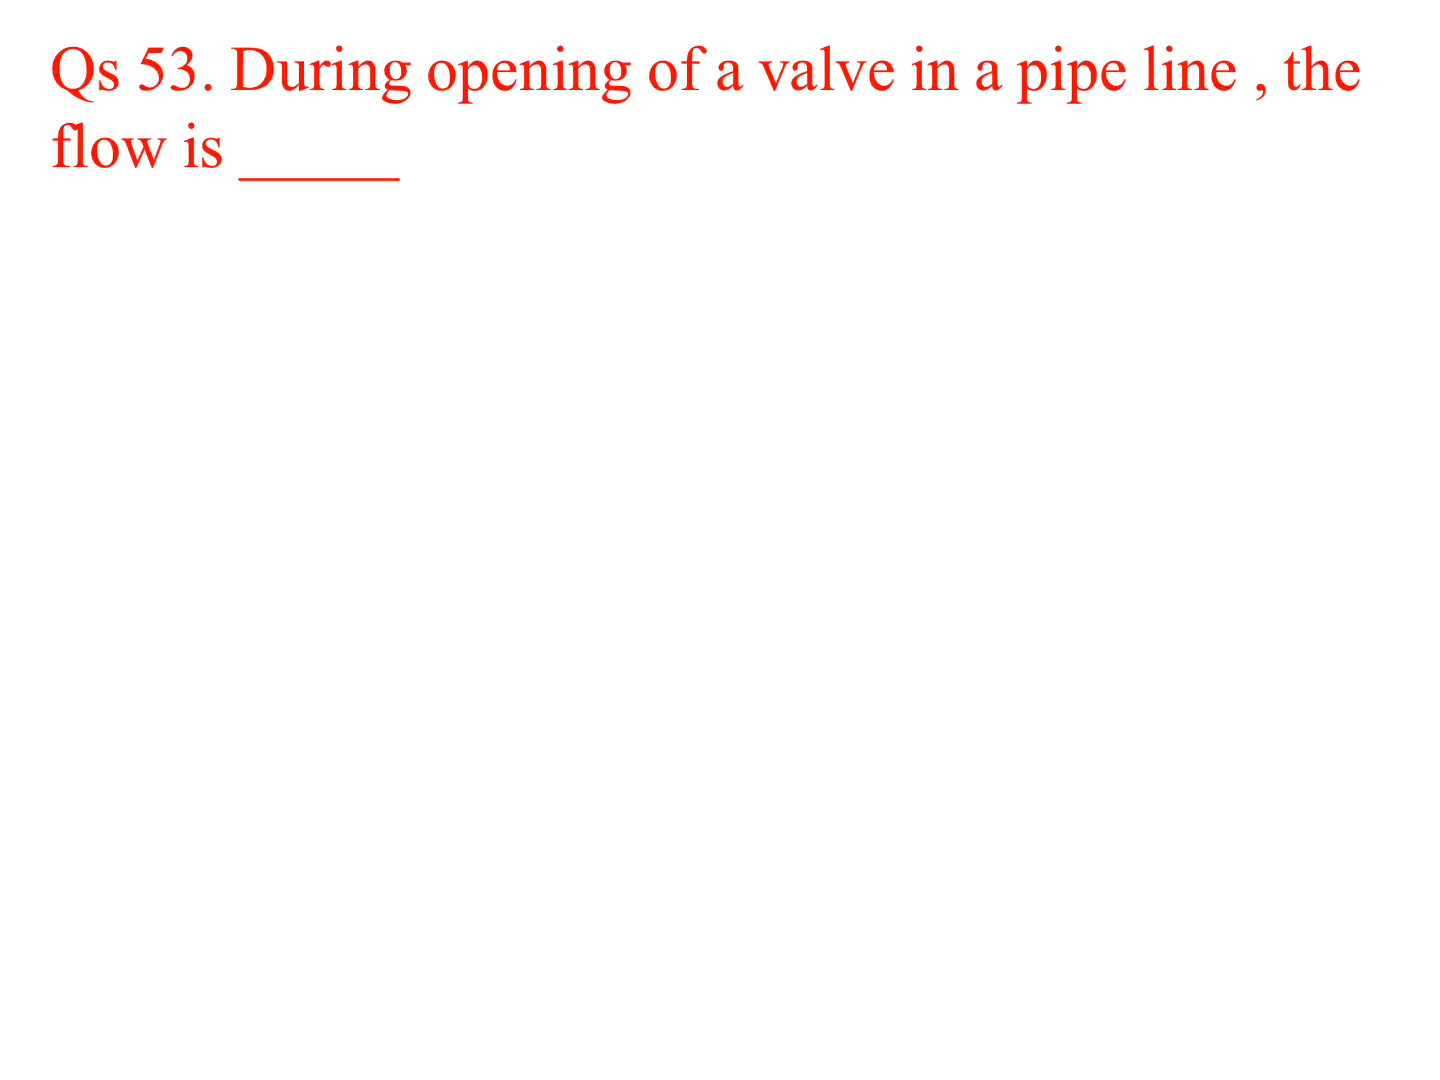 Qs 53. During opening of a valve in a pipe line , the
flow is _____